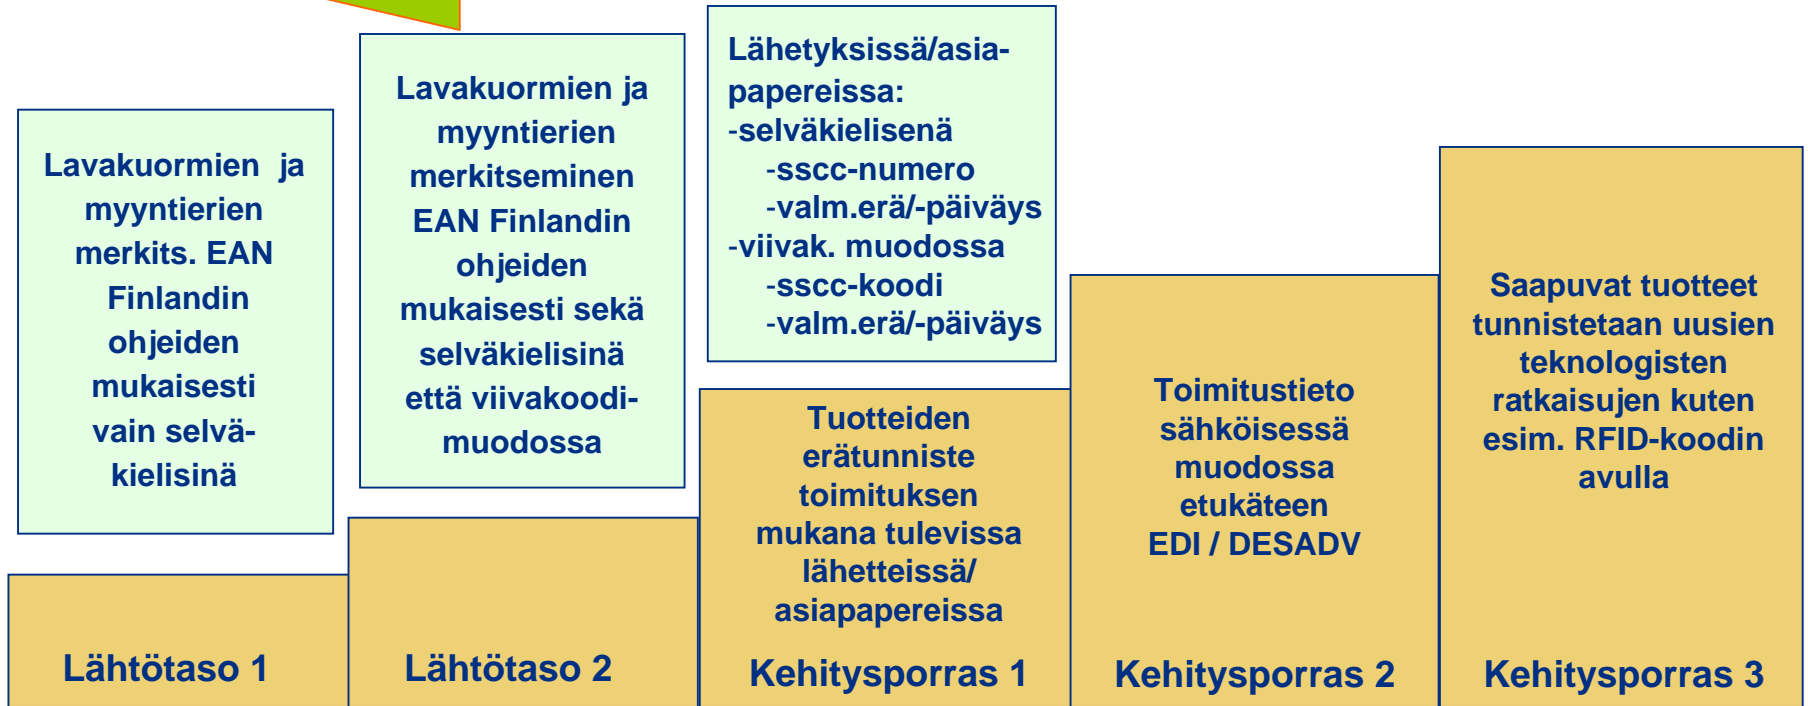 Lavakuormien ja
myyntierien
merkits. EAN
Finlandin
ohjeiden
mukaisesti
vain selvä-
kielisinä
Lähtötaso 1
Lavakuormien ja
myyntierien
merkitseminen
EAN Finlandin
ohjeiden
mukaisesti sekä
selväkielisinä
että viivakoodi-
muodossa
Lähtötaso 2
Lähetyksissä/asia-
papereissa:
-selväkielisenä
-sscc-numero
-valm.erä/-päiväys
-viivak. muodossa
-sscc-koodi
-valm.erä/-päiväys
Tuotteiden
erätunniste
toimituksen
mukana tulevissa
lähetteissä/
asiapapereissa
Kehitysporras 1
Toimitustieto
sähköisessä
muodossa
etukäteen
EDI / DESADV
Kehitysporras 2
Saapuvat tuotteet
tunnistetaan uusien
teknologisten
ratkaisujen kuten
esim. RFID-koodin
avulla
Kehitysporras 3